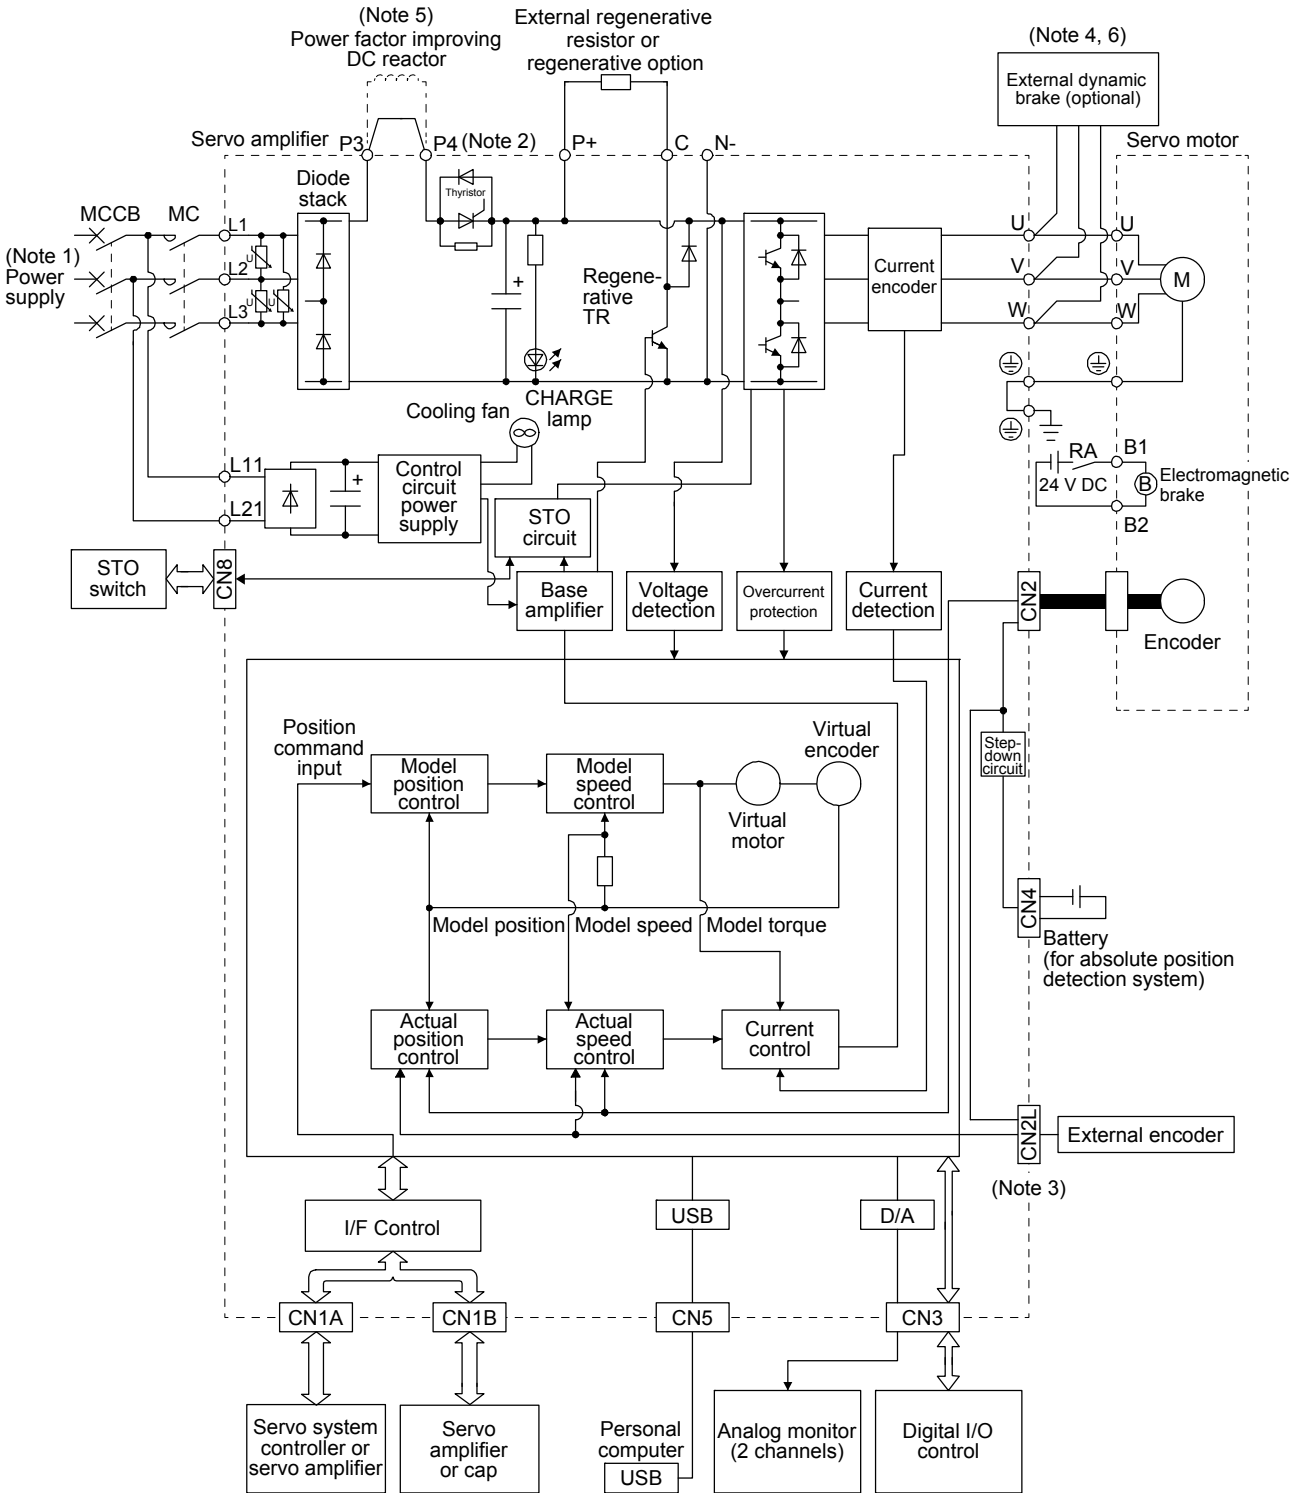 (Note 5)
Power factor improving
DC reactor
External regenerative
resistor or
regenerative option
(Note 4, 6)
External dynamic
brake (optional)
Servo amplifier
P3
P4
(Note 2)
P+
C
N-
Servo motor
Diode
stack
Thyristor
MCCB
MC
L1
L2
L3
U
U
U
(Note 1)
Power
supply
+
Regene-
rative
TR
Current
encoder
U
V
W
U
V
W
M
CHARGE
lamp
Cooling fan
L11
L21
+
Control
circuit
power
supply
STO
circuit
RA
24 V DC
B1
B
B2
Electromagnetic
brake
STO
switch
CN8
Base
amplifier
Voltage
detection
Overcurrent
protection
Current
detection
CN2
Encoder
Position
command
input
Model
position
control
Model
speed
control
Virtual
motor
Virtual
encoder
Step-
down
circuit
Model position
Model speed
Model torque
CN4
Battery
(for absolute position
detection system)
Actual
position
control
Actual
speed
control
Current
control
CN2L
External encoder
(Note 3)
I/F Control
USB
D/A
CN1A
CN1B
CN5
CN3
Servo system
controller or
servo amplifier
Servo
amplifier
or cap
Personal
computer
USB
Analog monitor
(2 channels)
Digital I/O
control